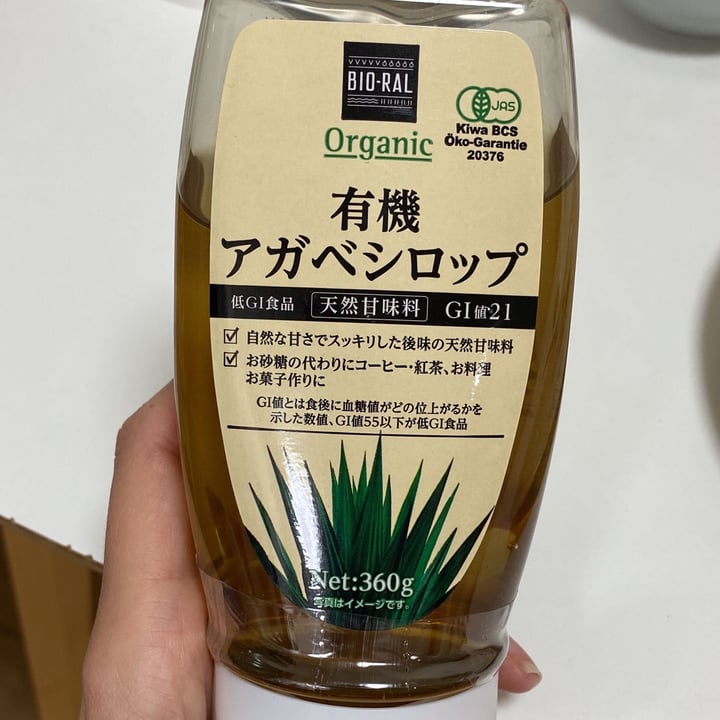 BIO-RAL
Organic
JAS
Kiwa BCS
Öko-Garantie
20376
有機
アガベシロップ
低GI食品 天然甘味料 GI値21
自然な甘さでスッキリした後味の天然甘味料
お砂糖の代わりにコーヒー・紅茶、お料理
お菓子作りに
GI値とは食後に血糖値がどの位上がるかを
示した数値、GI値55以下が低GI食品
Net:360g
写真はイメージです。